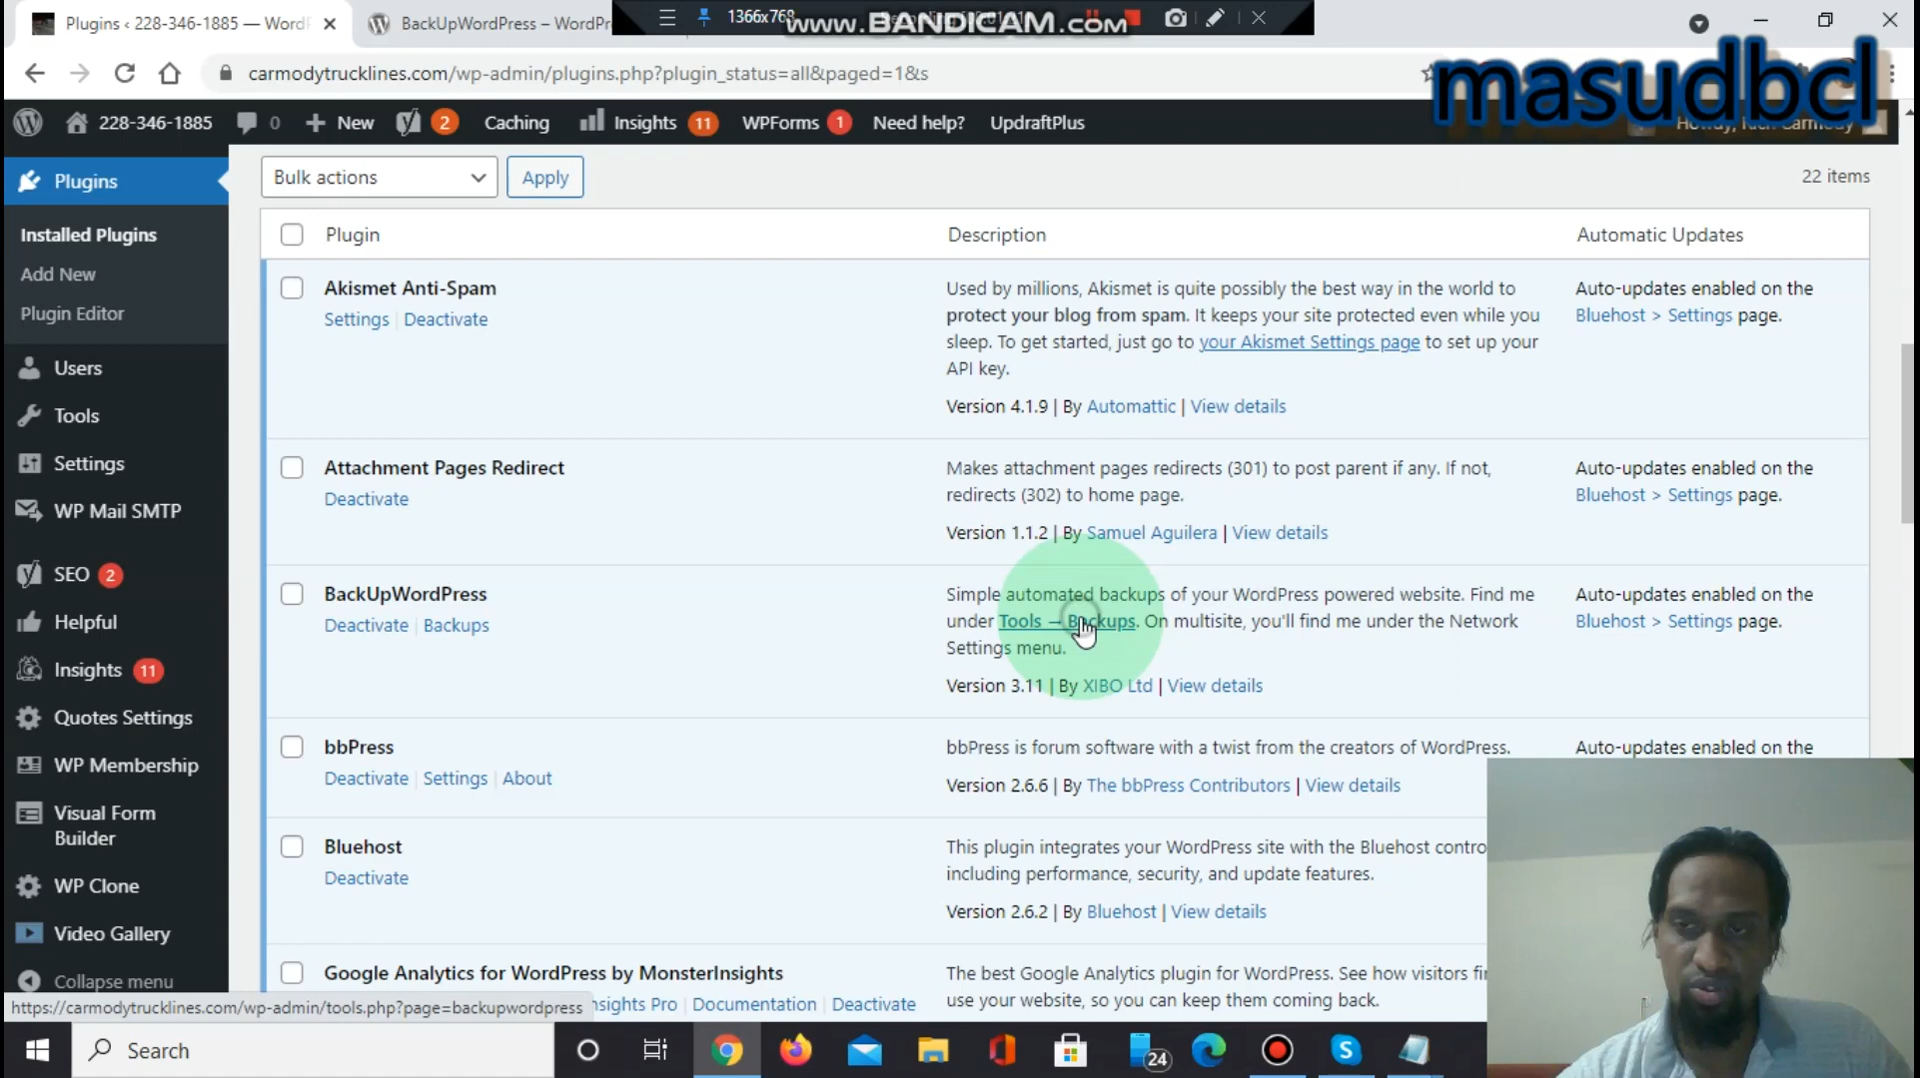 Plugins ‹ 228-346-1885 — WordP
BackUpWordPress – WordPre
1366x768
www.BANDICAM.com
carmodytrucklines.com/wp-admin/plugins.php?plugin_status=all&paged=1&s
masudbcl
228-346-1885
0
New
2
Caching
Insights 11
WPForms 1
Need help?
UpdraftPlus
Howdy, Rich Carmody
Plugins
Installed Plugins
Add New
Plugin Editor
Users
Tools
Settings
WP Mail SMTP
SEO 2
Helpful
Insights 11
Quotes Settings
WP Membership
Visual Form
Builder
WP Clone
Video Gallery
Collapse menu
Bulk actions
Apply
22 items
Plugin
Description
Automatic Updates
Akismet Anti-Spam
Settings | Deactivate
Used by millions, Akismet is quite possibly the best way in the world to
protect your blog from spam. It keeps your site protected even while you
sleep. To get started, just go to your Akismet Settings page to set up your
API key.
Version 4.1.9 | By Automattic | View details
Auto-updates enabled on the
Bluehost > Settings page.
Attachment Pages Redirect
Deactivate
Makes attachment pages redirects (301) to post parent if any. If not,
redirects (302) to home page.
Version 1.1.2 | By Samuel Aguilera | View details
Auto-updates enabled on the
Bluehost > Settings page.
BackUpWordPress
Deactivate | Backups
Simple automated backups of your WordPress powered website. Find me
under Tools → Backups. On multisite, you'll find me under the Network
Settings menu.
Version 3.11 | By XIBO Ltd | View details
Auto-updates enabled on the
Bluehost > Settings page.
bbPress
Deactivate | Settings | About
bbPress is forum software with a twist from the creators of WordPress.
Version 2.6.6 | By The bbPress Contributors | View details
Auto-updates enabled on the
Bluehost
Deactivate
This plugin integrates your WordPress site with the Bluehost contro
including performance, security, and update features.
Version 2.6.2 | By Bluehost | View details
Google Analytics for WordPress by MonsterInsights
nsights Pro | Documentation | Deactivate
The best Google Analytics plugin for WordPress. See how visitors fi
use your website, so you can keep them coming back.
https://carmodytrucklines.com/wp-admin/tools.php?page=backupwordpress
Search
24